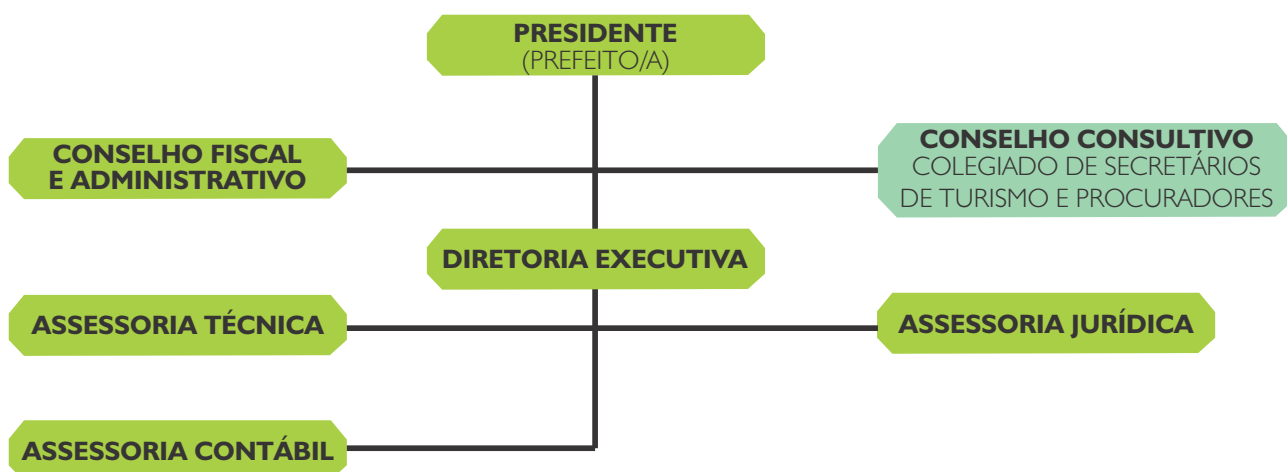 PRESIDENTE
(PREFEITO/A)
CONSELHO FISCAL
E ADMINISTRATIVO
CONSELHO CONSULTIVO
COLEGIADO DE SECRETÁRIOS
DE TURISMO E PROCURADORES
DIRETORIA EXECUTIVA
ASSESSORIA TÉCNICA
ASSESSORIA JURÍDICA
ASSESSORIA CONTÁBIL